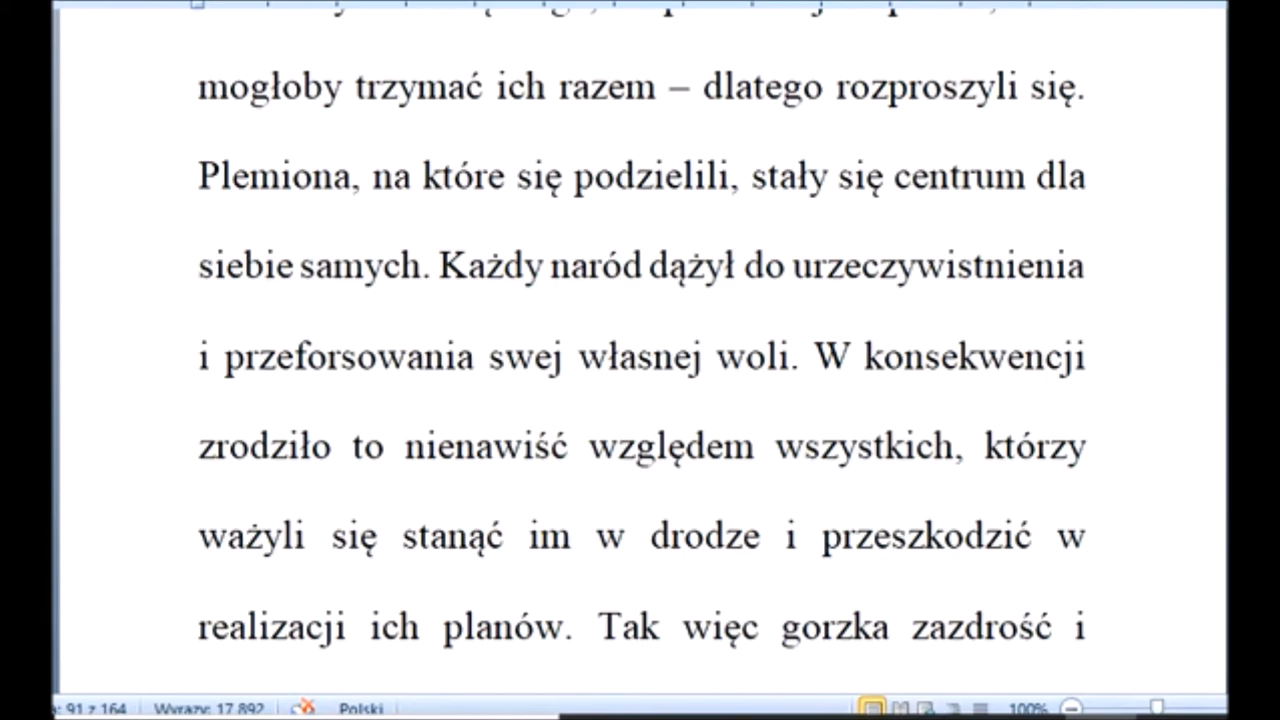 mogłoby trzymać ich razem – dlatego rozproszyli się.
Plemiona, na które się podzielili, stały się centrum dla
siebie samych. Każdy naród dążył do urzeczywistnienia
i przeforsowania swej własnej woli. W konsekwencji
zrodziło to nienawiść względem wszystkich, którzy
ważyli się stanąć im w drodze i przeszkodzić w
realizacji ich planów. Tak więc gorzka zazdrość i
: 91 z 164 Wyrazy: 17 892 Polski 100%